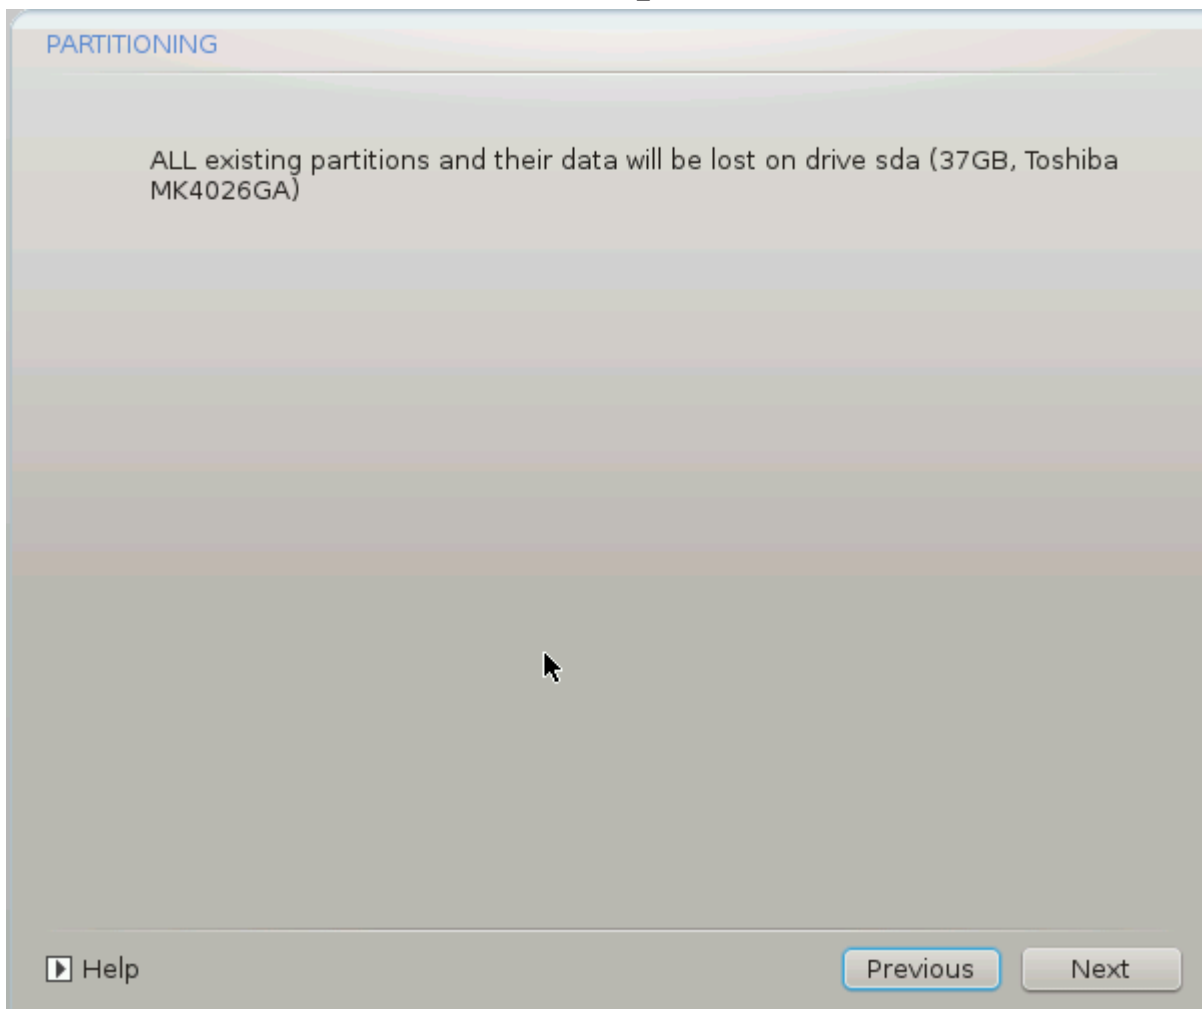 PARTITIONING
ALL existing partitions and their data will be lost on drive sda (37GB, Toshiba
MK4026GA)
Help
Previous
Next